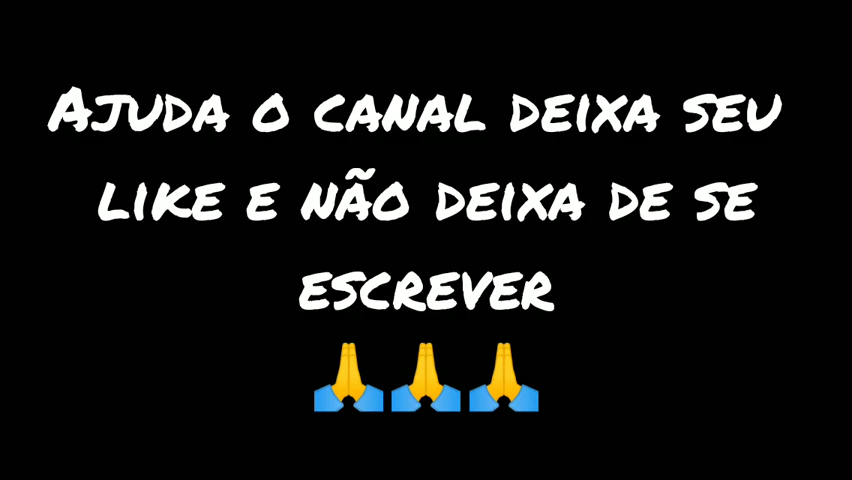 Ajuda o canal deixa seu
like e não deixa de se
escrever
🙏🙏🙏